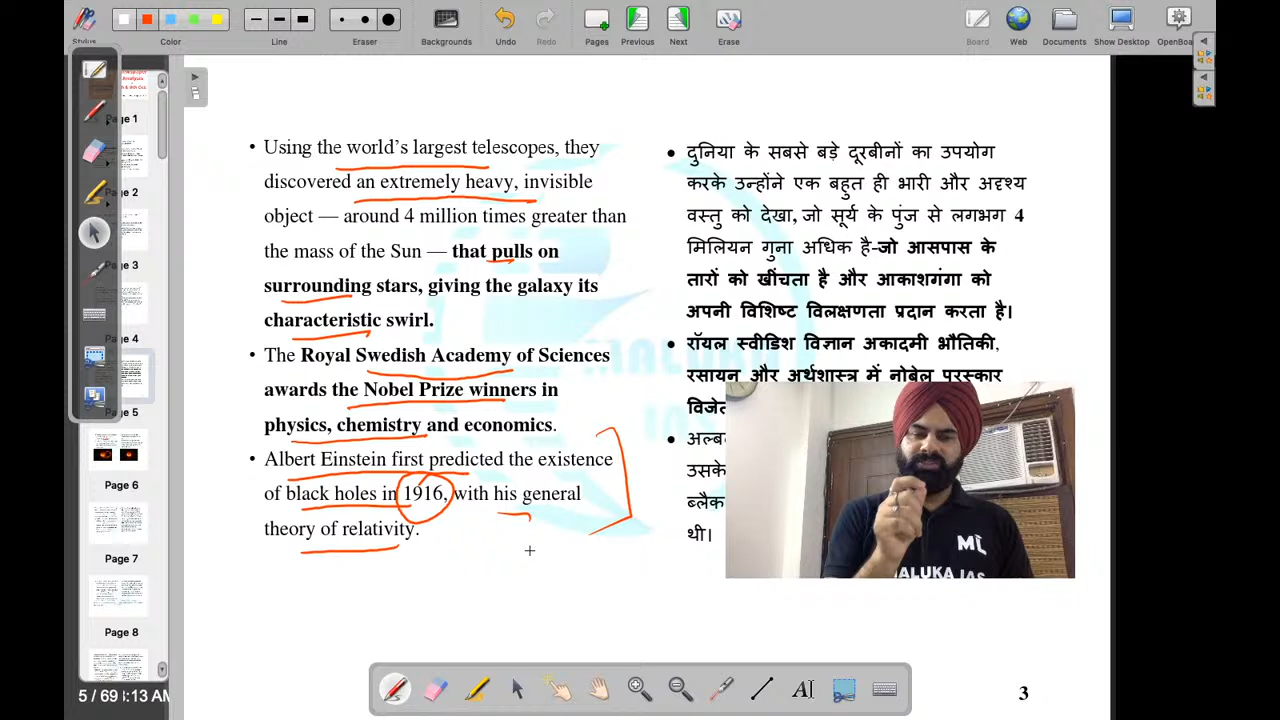 Stylus
Color
Line
Eraser
Backgrounds
Undo
Redo
Pages
Previous
Next
Erase
Board
Web
Documents
Show Desktop
OpenBoa
Page 1
Page 2
Page 3
Page 4
Page 5
Page 6
Page 7
Page 8
5 / 69
:13 AM
• Using the world's largest telescopes, they
discovered an extremely heavy, invisible
object — around 4 million times greater than
the mass of the Sun — that pulls on
surrounding stars, giving the galaxy its
characteristic swirl.
• The Royal Swedish Academy of Sciences
awards the Nobel Prize winners in
physics, chemistry and economics.
• Albert Einstein first predicted the existence
of black holes in 1916, with his general
theory of relativity.
• दुनिया के सबसे बड़े दूरबीनों का उपयोग
करके उन्होंने एक बहुत ही भारी और अदृश्य
वस्तु को देखा, जो सूर्य के पुंज से लगभग 4
मिलियन गुना अधिक है-जो आसपास के
तारों को खींचता है और आकाशगंगा को
अपनी विशिष्ट विलक्षणता प्रदान करता है।
• रॉयल स्वीडिश विज्ञान अकादमी भौतिकी,
रसायन और अर्थशास्त्र में नोबेल पुरस्कार
विजेत
• अल्ब
उसके
ब्लैक
थी।
ML
MALUKA IAS
3